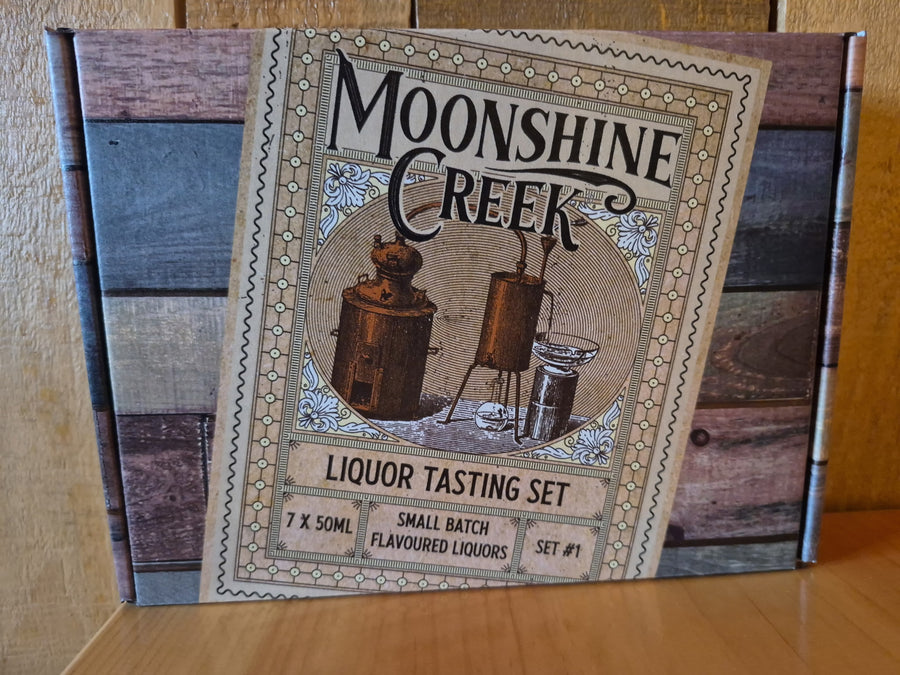 MOONSHINE
CREEK
LIQUOR TASTING SET
7 X 50ML
SMALL BATCH
FLAVOURED LIQUORS
SET #1